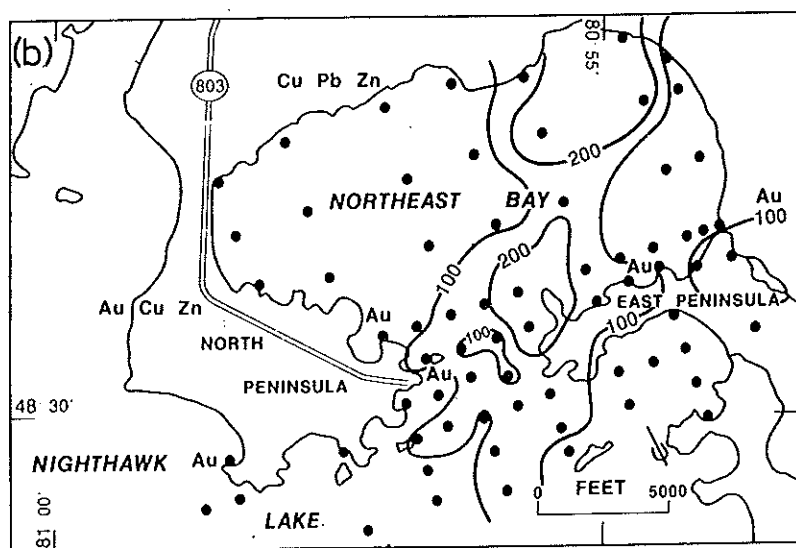 (b)
80 55'
803
Cu Pb Zn
200
NORTHEAST BAY
Au
100
100
200
Au
Au Cu Zn
EAST PENINSULA
Au
100
100
NORTH
PENINSULA
Au
48 30'
NIGHTHAWK
LAKE
Au
FEET
0 5000
81 00'